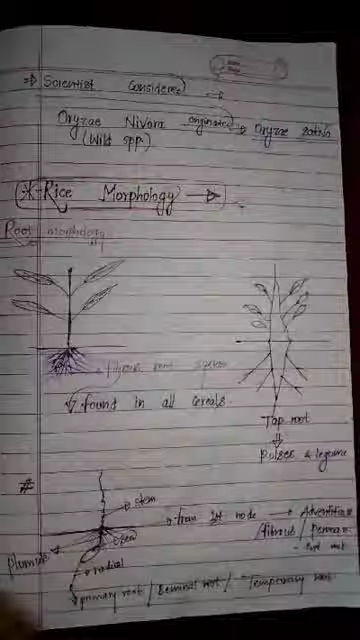 ⇒ Scientist Considered →
Oryzae Nivara originated → Oryzae sativa
(Wild spp.)
(* Rice Morphology) →
Root morphology
fibrous root system
↳ found in all cereals.
Tap root
⇓
Pulses & legume
#
→ stem
→ from 1st node → Adventitious
/fibrous/ permanent
root
Plumule
seed
→ radial
→ primary root / Seminal root / Temporary root